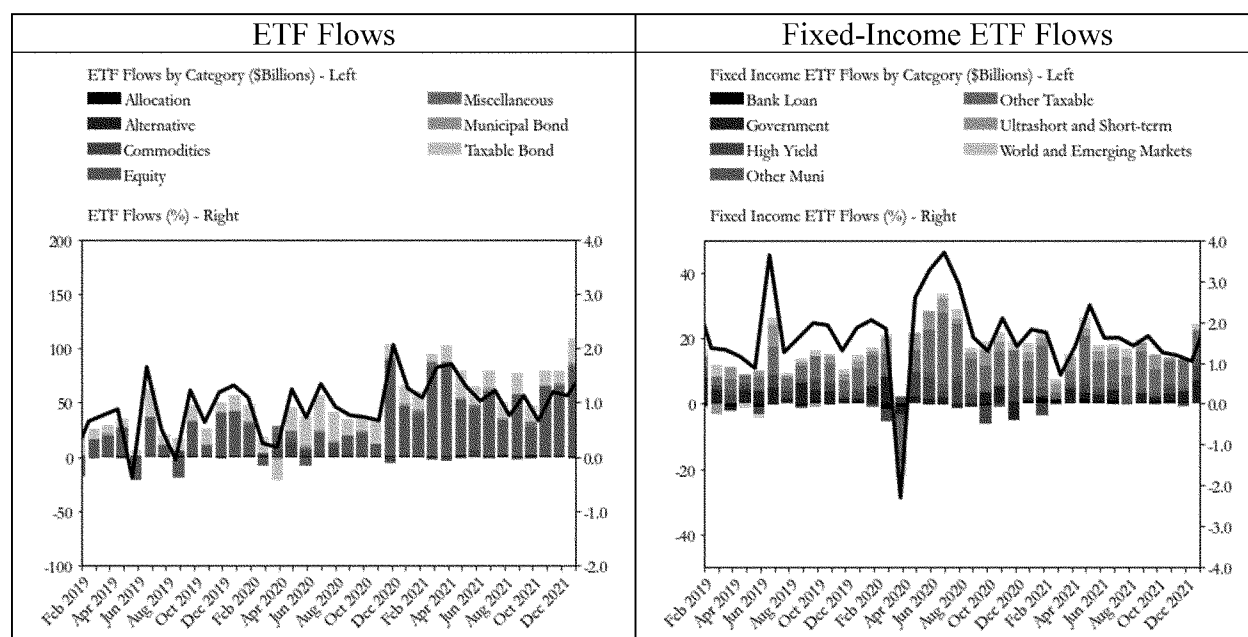 ETF Flows
ETF Flows by Category ($Billions) - Left
Allocation
Miscellaneous
Alternative
Municipal Bond
Commodities
Taxable Bond
Equity
ETF Flows (%) - Right
200
150
100
50
0
-50
-100
4.0
3.0
2.0
1.0
0.0
-1.0
-2.0
Feb 2019
Apr 2019
Jun 2019
Aug 2019
Oct 2019
Dec 2019
Feb 2020
Apr 2020
Jun 2020
Aug 2020
Oct 2020
Dec 2020
Feb 2021
Apr 2021
Jun 2021
Aug 2021
Oct 2021
Dec 2021
Fixed-Income ETF Flows
Fixed Income ETF Flows by Category ($Billions) - Left
Bank Loan
Other Taxable
Government
Ultrashort and Short-term
High Yield
World and Emerging Markets
Other Muni
Fixed Income ETF Flows (%) - Right
40
20
0
-20
-40
4.0
3.0
2.0
1.0
0.0
-1.0
-2.0
-3.0
-4.0
Feb 2019
Apr 2019
Jun 2019
Aug 2019
Oct 2019
Dec 2019
Feb 2020
Apr 2020
Jun 2020
Aug 2020
Oct 2020
Dec 2020
Feb 2021
Apr 2021
Jun 2021
Aug 2021
Oct 2021
Dec 2021